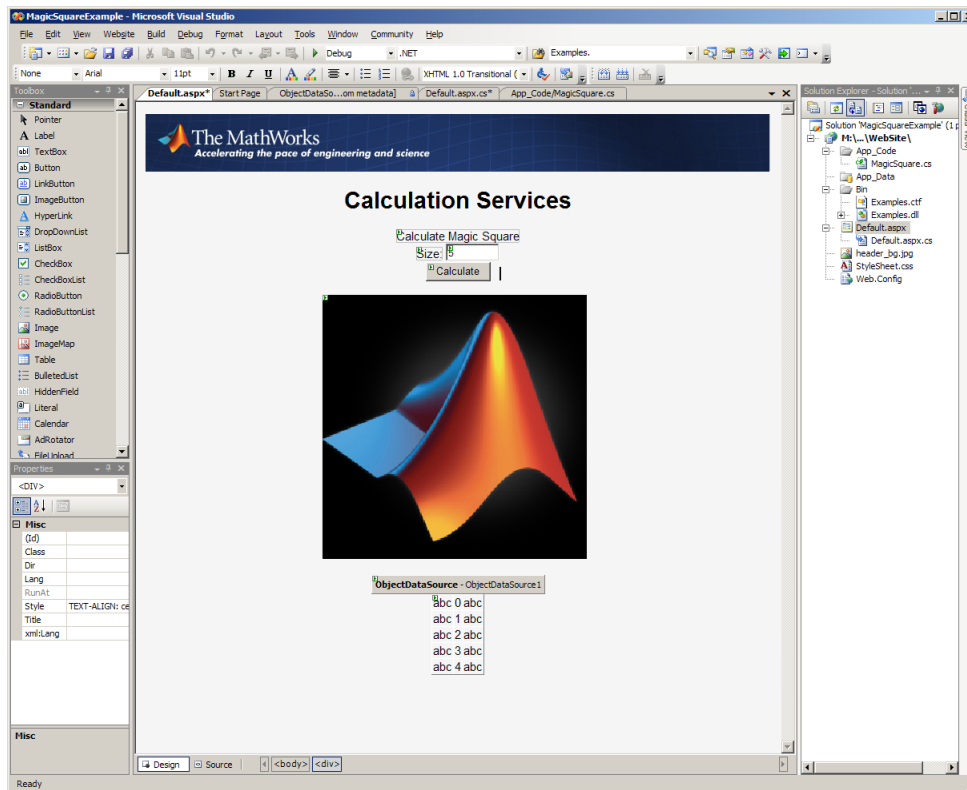 MagicSquareExample - Microsoft Visual Studio
File Edit View Website Build Debug Format Layout Tools Window Community Help
Debug .NET Examples.
None Arial 11pt B I U A XHTML 1.0 Transitional (
Toolbox
Standard
Pointer
A Label
abl TextBox
ab Button
ab LinkButton
ImageButton
A HyperLink
DropDownList
ListBox
CheckBox
CheckBoxList
RadioButton
RadioButtonList
Image
ImageMap
Table
BulletedList
abl HiddenField
Literal
Calendar
AdRotator
FileUpload
Properties
<DIV>
Misc
(Id)
Class
Dir
Lang
RunAt
Style TEXT-ALIGN: ce
Title
xml:Lang
Misc
Default.aspx* Start Page ObjectDataSo...om metadata] Default.aspx.cs* App_Code/MagicSquare.cs
The MathWorks
Accelerating the pace of engineering and science
Calculation Services
Calculate Magic Square
Size: 5
Calculate
ObjectDataSource - ObjectDataSource1
abc 0 abc
abc 1 abc
abc 2 abc
abc 3 abc
abc 4 abc
Design Source <body> <div>
Solution Explorer - Solution '...
Solution 'MagicSquareExample' (1 p
M:\...\WebSite\
App_Code
MagicSquare.cs
App_Data
Bin
Examples.ctf
Examples.dll
Default.aspx
Default.aspx.cs
header_bg.jpg
StyleSheet.css
Web.Config
Ready